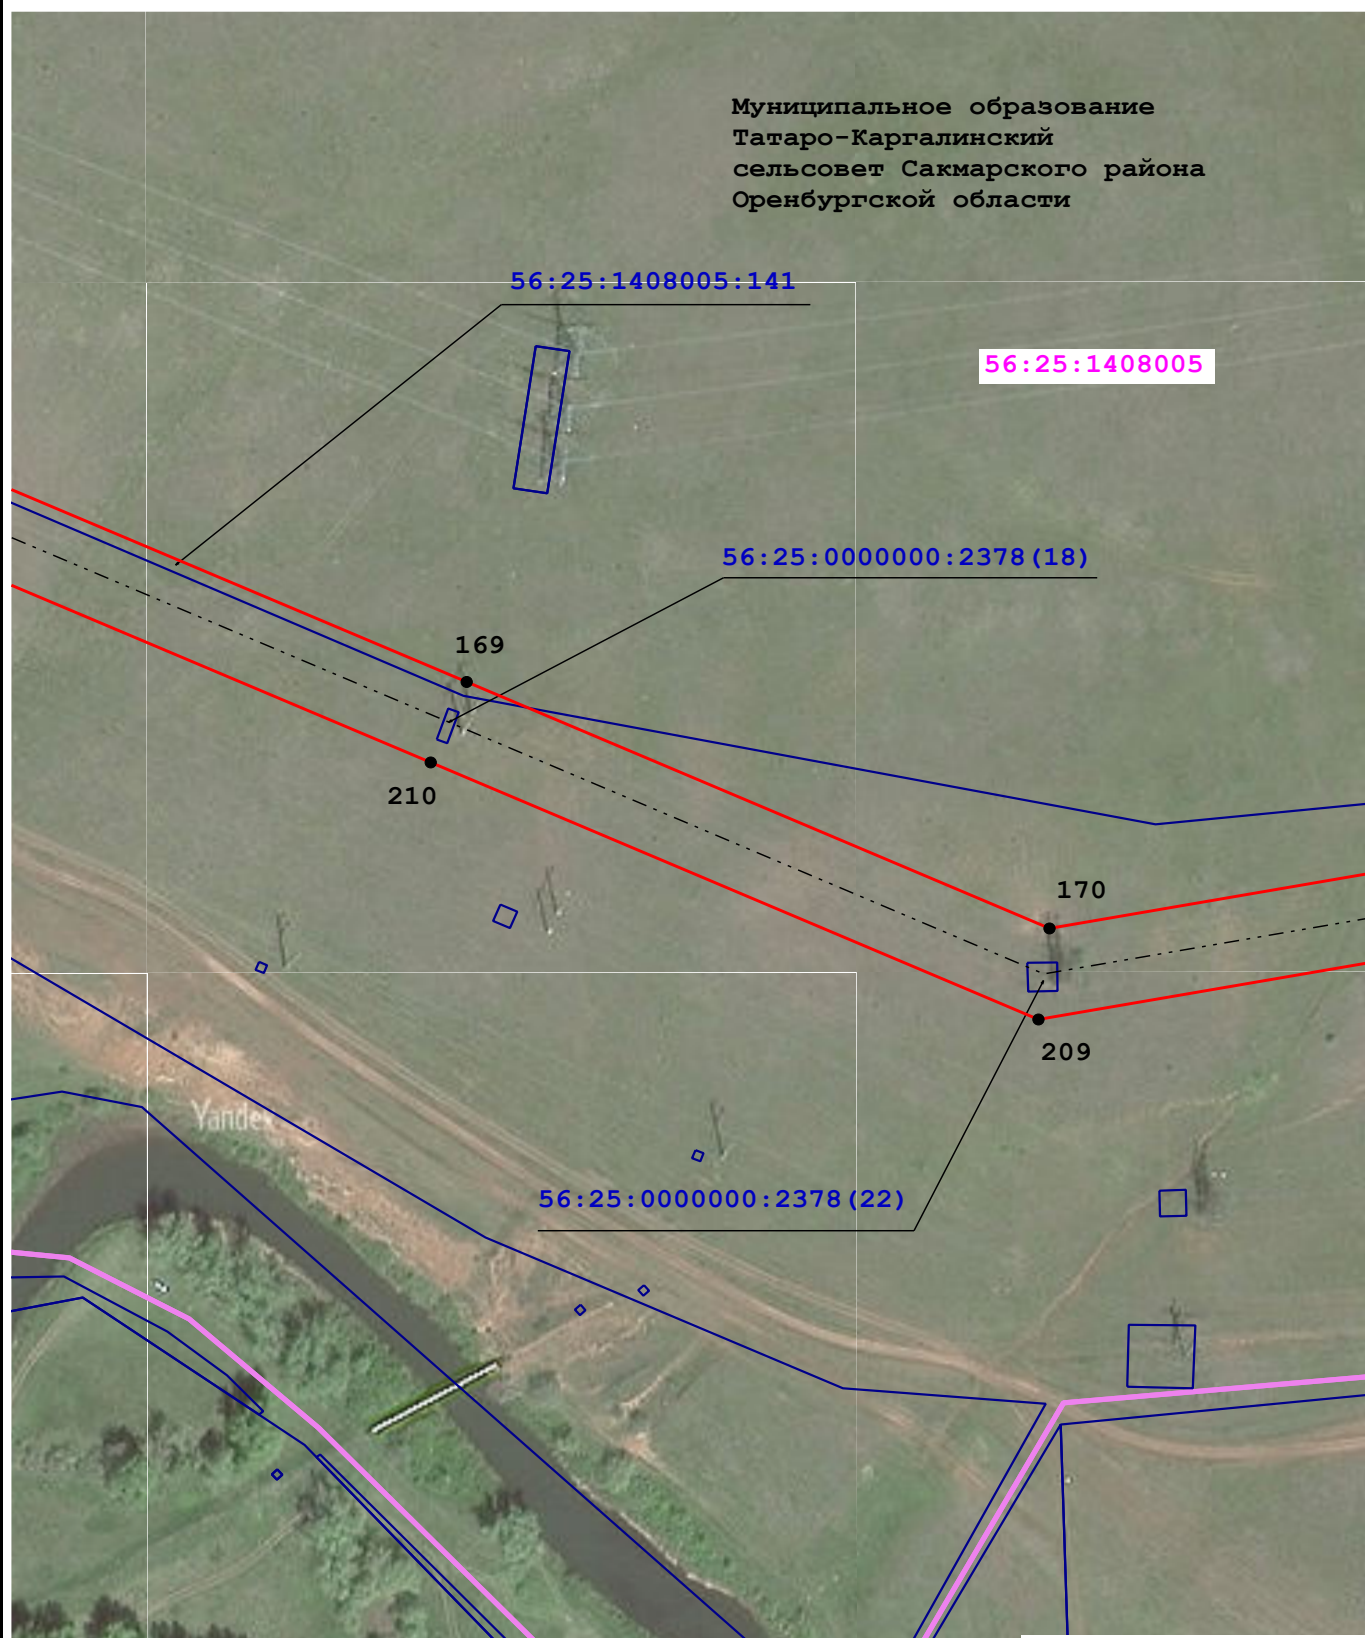 Муниципальное образование
Татаро-Каргалинский
сельсовет Сакмарского района
Оренбургской области
56:25:1408005:141
56:25:1408005
56:25:0000000:2378(18)
169
210
170
209
Yandex
56:25:0000000:2378(22)